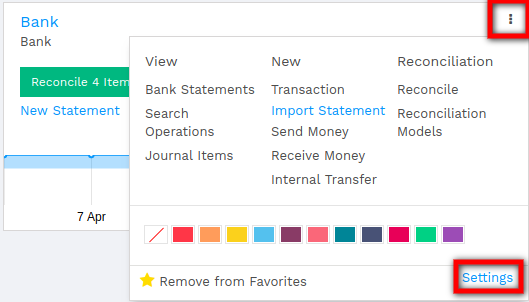 Bank
Bank
Reconcile 4 Item
New Statement
7 Apr
View
Bank Statements
Search
Operations
Journal Items
New
Transaction
Import Statement
Send Money
Receive Money
Internal Transfer
Reconciliation
Reconcile
Reconciliation
Models
Remove from Favorites
Settings